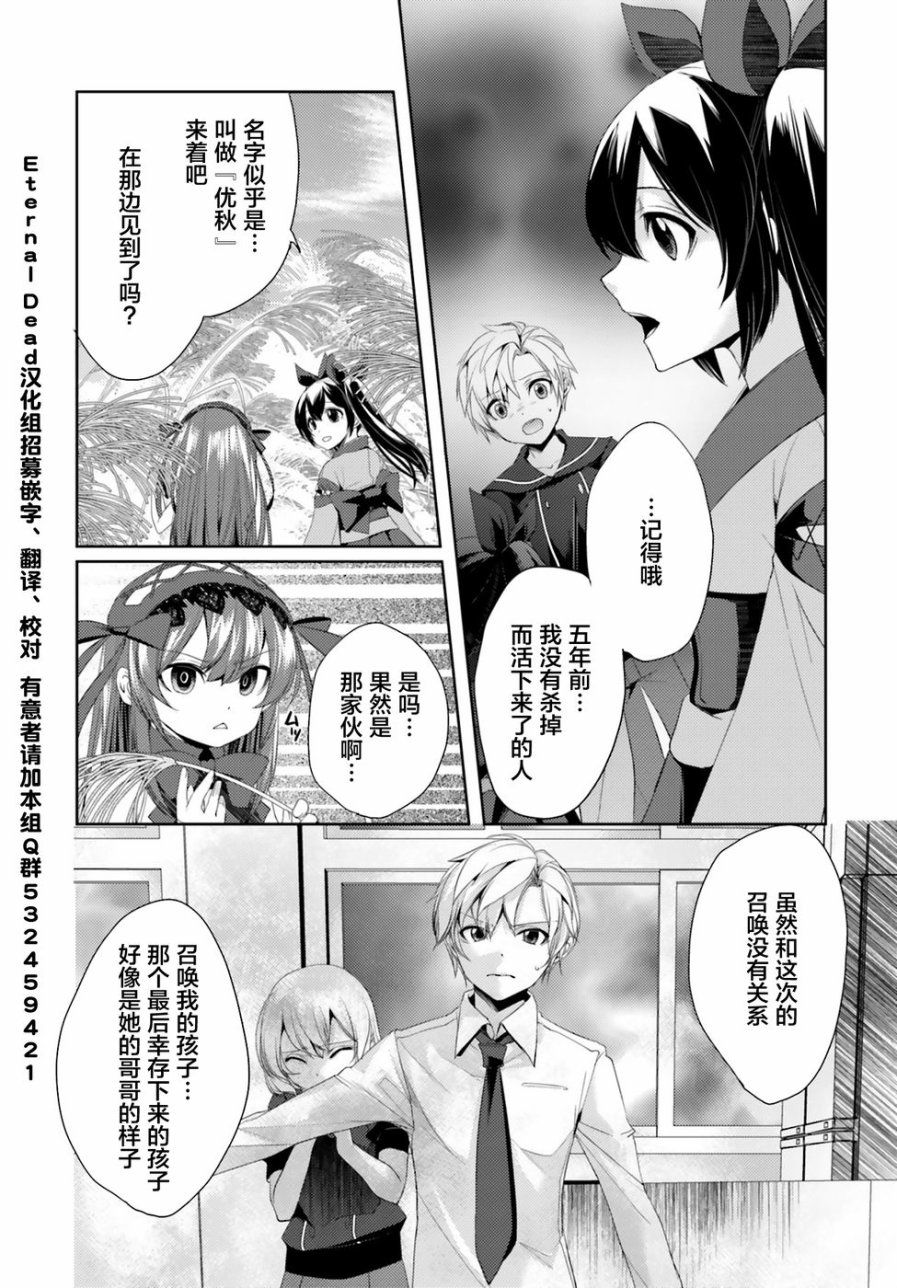 …记得哦
五年前…
我没有杀掉
而活下来了的人
名字似乎是…
叫做『优秋』
来着吧
在那边见到了吗？
是吗…
果然是
那家伙啊…
虽然和这次的
召唤没有关系
召唤我的孩子…
那个最后幸存下来的孩子
好像是她的哥哥的样子
Eternal Dead汉化组招募嵌字、翻译、校对 有意者请加本组Q群532459421